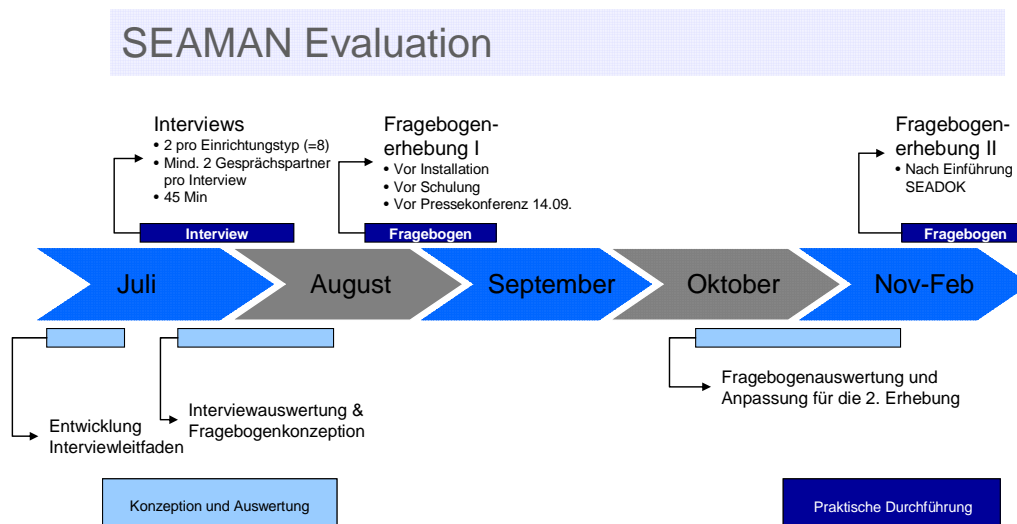 SEAMAN Evaluation
Interviews
• 2 pro Einrichtungstyp (=8)
• Mind. 2 Gesprächspartner
pro Interview
• 45 Min
Fragebogen-
erhebung I
• Vor Installation
• Vor Schulung
• Vor Pressekonferenz 14.09.
Fragebogen-
erhebung II
• Nach Einführung
SEADOK
Interview
Fragebogen
Fragebogen
Juli
August
September
Oktober
Nov-Feb
Entwicklung
Interviewleitfaden
Interviewauswertung &
Fragebogenkonzeption
Fragebogenauswertung und
Anpassung für die 2. Erhebung
Konzeption und Auswertung
Praktische Durchführung